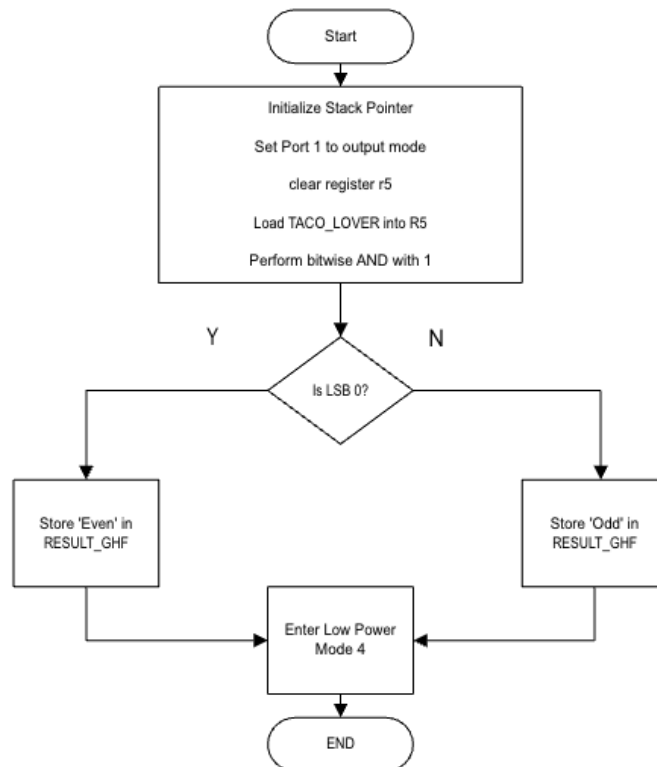 Start
Initialize Stack Pointer
Set Port 1 to output mode
clear register r5
Load TACO_LOVER into R5
Perform bitwise AND with 1
Y
N
Is LSB 0?
Store 'Even' in
RESULT_GHF
Store 'Odd' in
RESULT_GHF
Enter Low Power
Mode 4
END